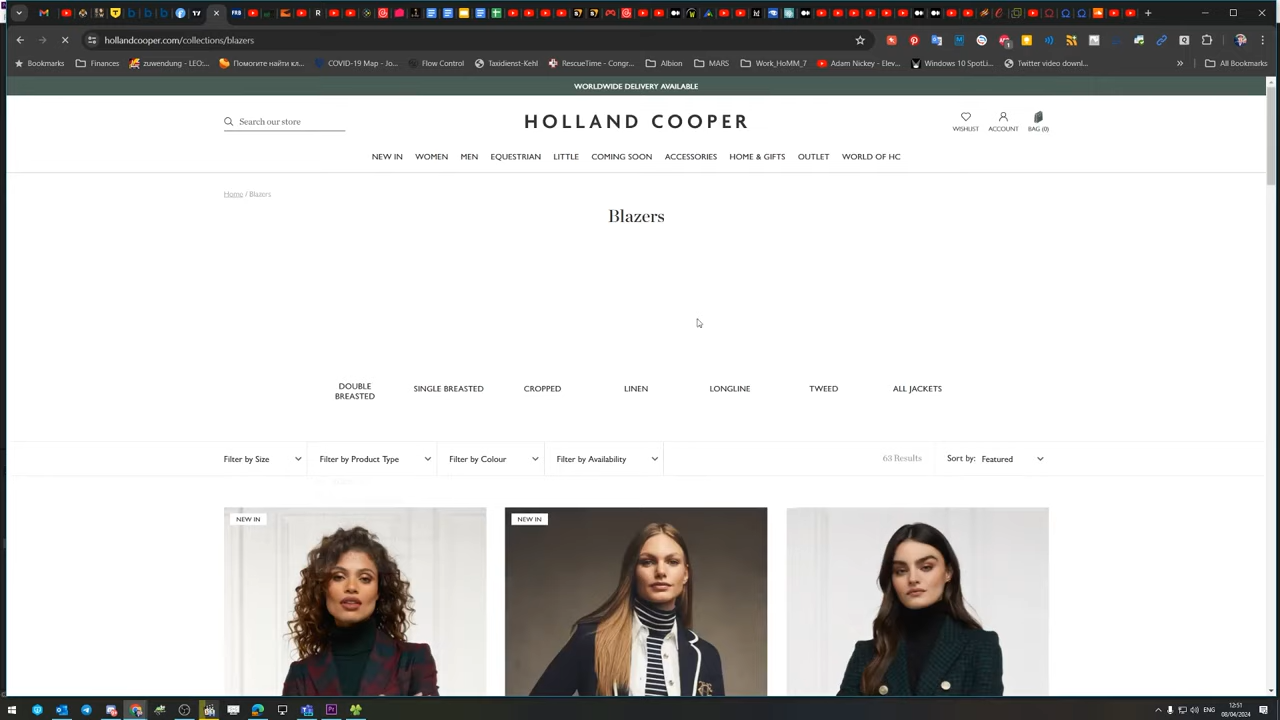 hollandcooper.com/collections/blazers
Bookmarks
Finances
zuwendung - LEO:...
Помогите найти кл...
COVID-19 Map - Jo...
Flow Control
Taxidienst-Kehl
RescueTime - Congr...
Albion
MARS
Work_HoMM_7
Adam Nickey - Elev...
Windows 10 SpotLi...
Twitter video downl...
»
All Bookmarks
WORLDWIDE DELIVERY AVAILABLE
Search our store
HOLLAND COOPER
WISHLIST
ACCOUNT
BAG (0)
NEW IN
WOMEN
MEN
EQUESTRIAN
LITTLE
COMING SOON
ACCESSORIES
HOME & GIFTS
OUTLET
WORLD OF HC
Home / Blazers
Blazers
DOUBLE
BREASTED
SINGLE BREASTED
CROPPED
LINEN
LONGLINE
TWEED
ALL JACKETS
Filter by Size
Filter by Product Type
Filter by Colour
Filter by Availability
63 Results
Sort by: Featured
NEW IN
NEW IN
ENG
12:51
08/04/2024